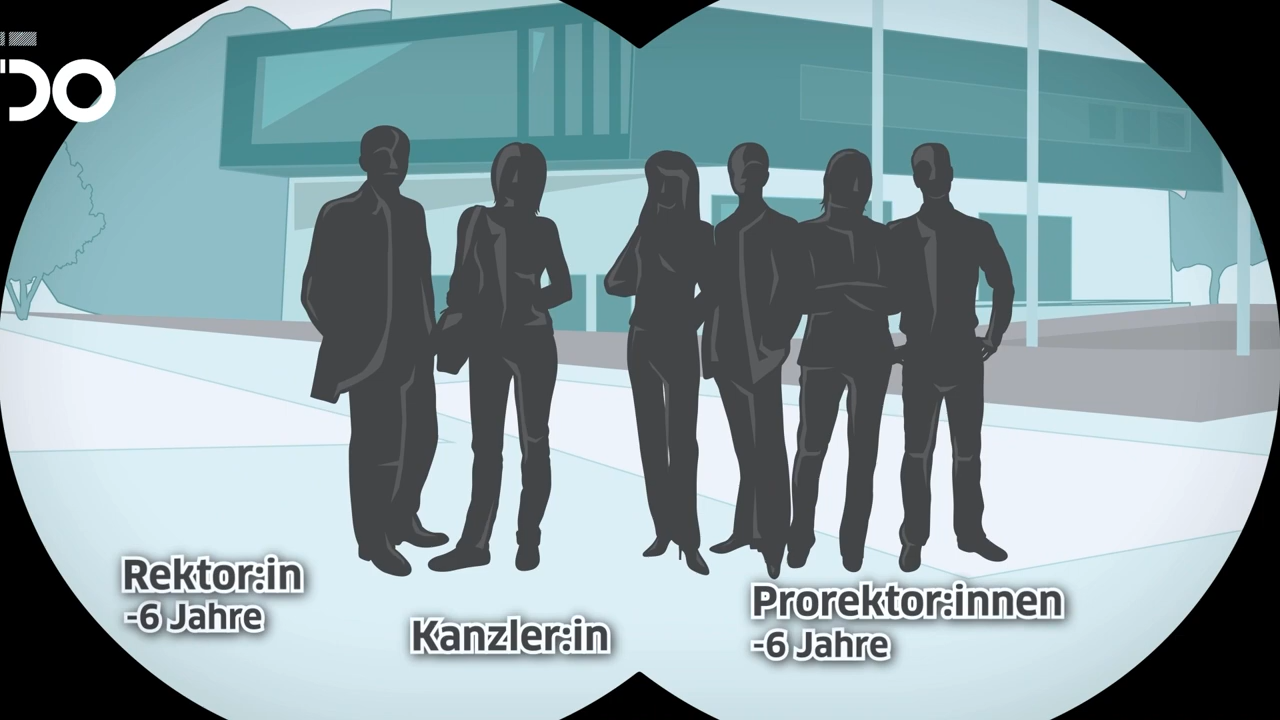 Rektor:in
-6 Jahre
Kanzler:in
Prorektor:innen
-6 Jahre